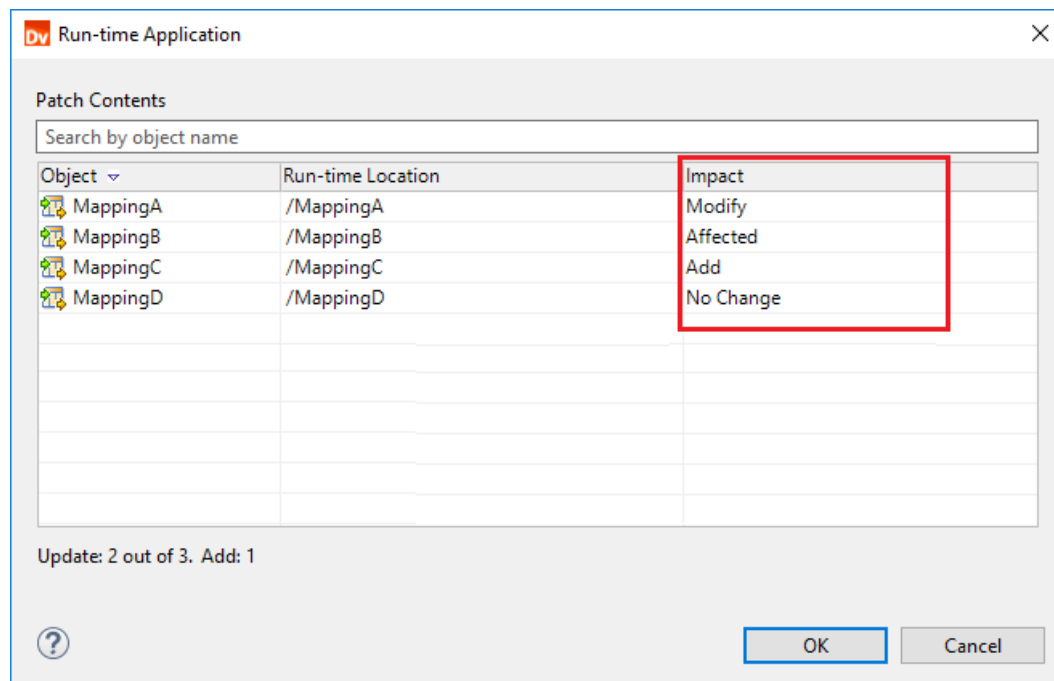 Dv Run-time Application
Patch Contents
Search by object name
Object Run-time Location Impact
MappingA /MappingA Modify
MappingB /MappingB Affected
MappingC /MappingC Add
MappingD /MappingD No Change
Update: 2 out of 3. Add: 1
? OK Cancel